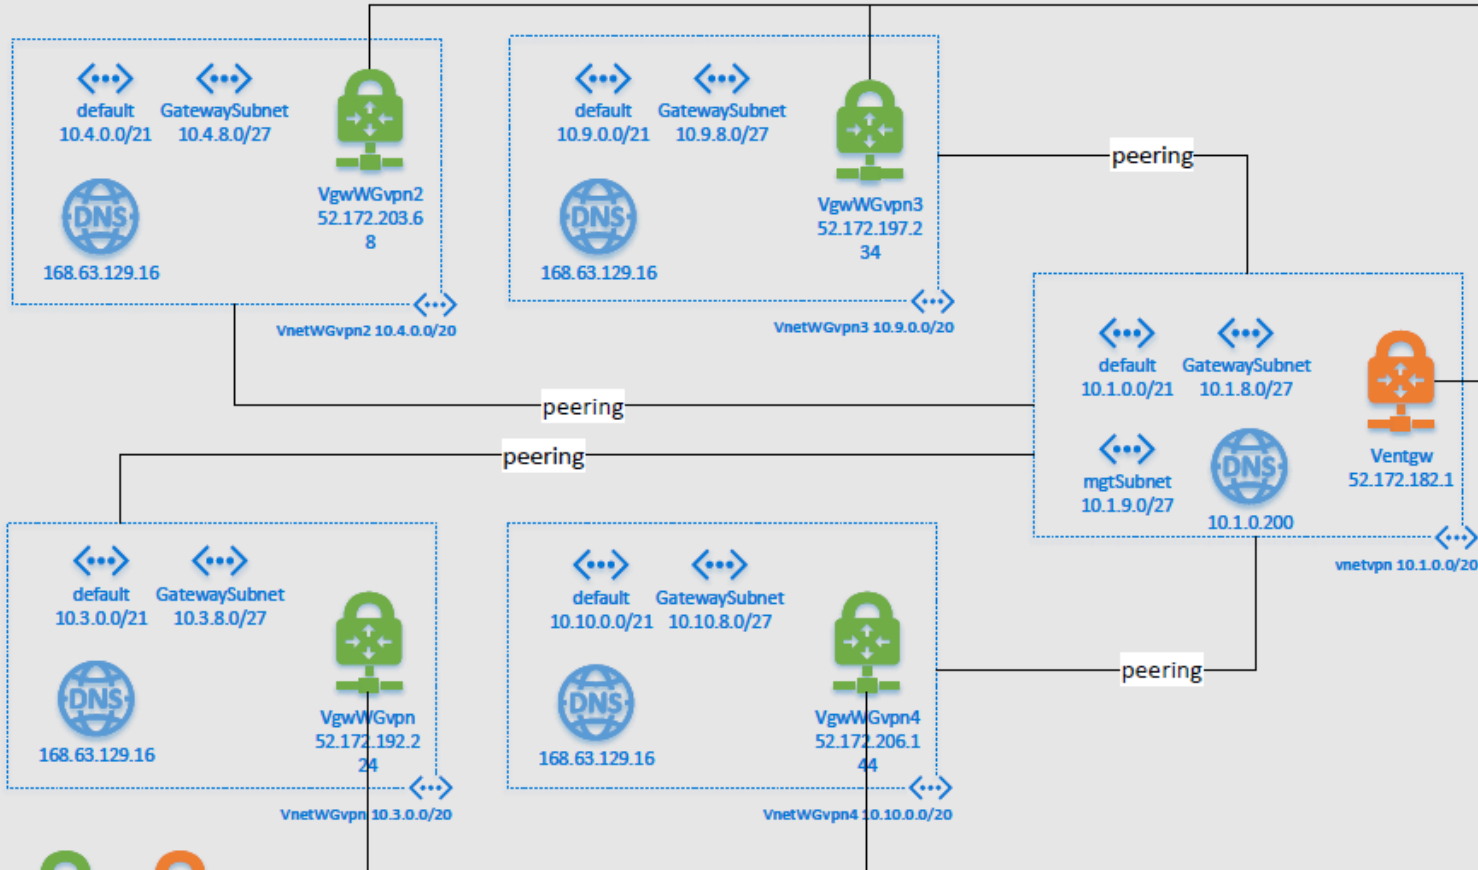 default
10.4.0.0/21
GatewaySubnet
10.4.8.0/27
DNS
168.63.129.16
VgwWGvpn2
52.172.203.6
8
VnetWGvpn2 10.4.0.0/20
default
10.9.0.0/21
GatewaySubnet
10.9.8.0/27
DNS
168.63.129.16
VgwWGvpn3
52.172.197.2
34
VnetWGvpn3 10.9.0.0/20
peering
peering
peering
default
10.1.0.0/21
GatewaySubnet
10.1.8.0/27
mgtSubnet
10.1.9.0/27
DNS
10.1.0.200
Ventgw
52.172.182.1
vnetvpn 10.1.0.0/20
default
10.3.0.0/21
GatewaySubnet
10.3.8.0/27
DNS
168.63.129.16
VgwWGvpn
52.172.192.2
24
VnetWGvpn 10.3.0.0/20
default
10.10.0.0/21
GatewaySubnet
10.10.8.0/27
DNS
168.63.129.16
VgwWGvpn4
52.172.206.1
44
VnetWGvpn4 10.10.0.0/20
peering